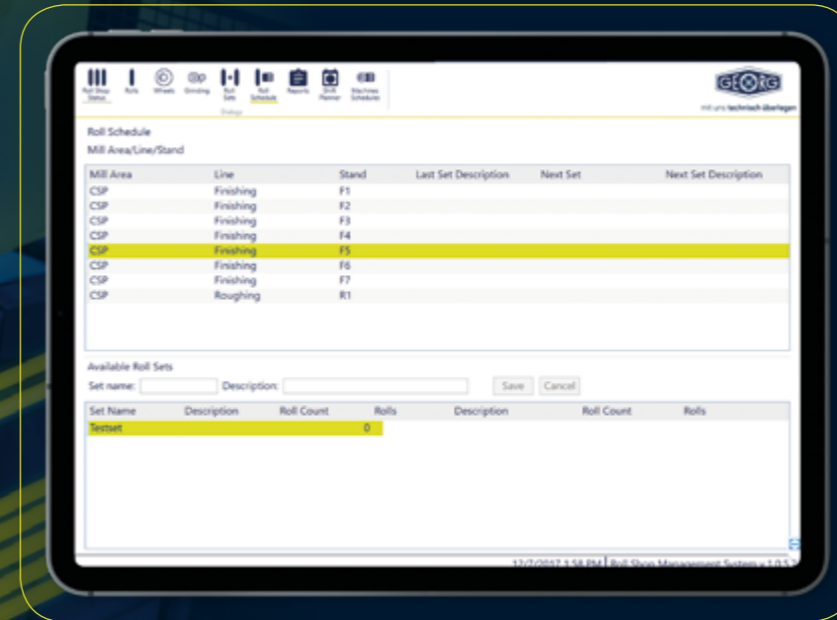 Roll Shop Status Rolls Wheels Grinding Roll Sets Roll Schedule Reports Shift Planner Machines Schedules
Dialogs
GEORG
mit uns technisch überlegen
Roll Schedule
Mill Area/Line/Stand
Mill Area Line Stand Last Set Description Next Set Next Set Description
CSP Finishing F1
CSP Finishing F2
CSP Finishing F3
CSP Finishing F4
CSP Finishing F5
CSP Finishing F6
CSP Finishing F7
CSP Roughing R1
Available Roll Sets
Set name: Description: Save Cancel
Set Name Description Roll Count Rolls Description Roll Count Rolls
Testset 0
12/7/2017 1:58 PM Roll Shop Management System v 1.0.5.